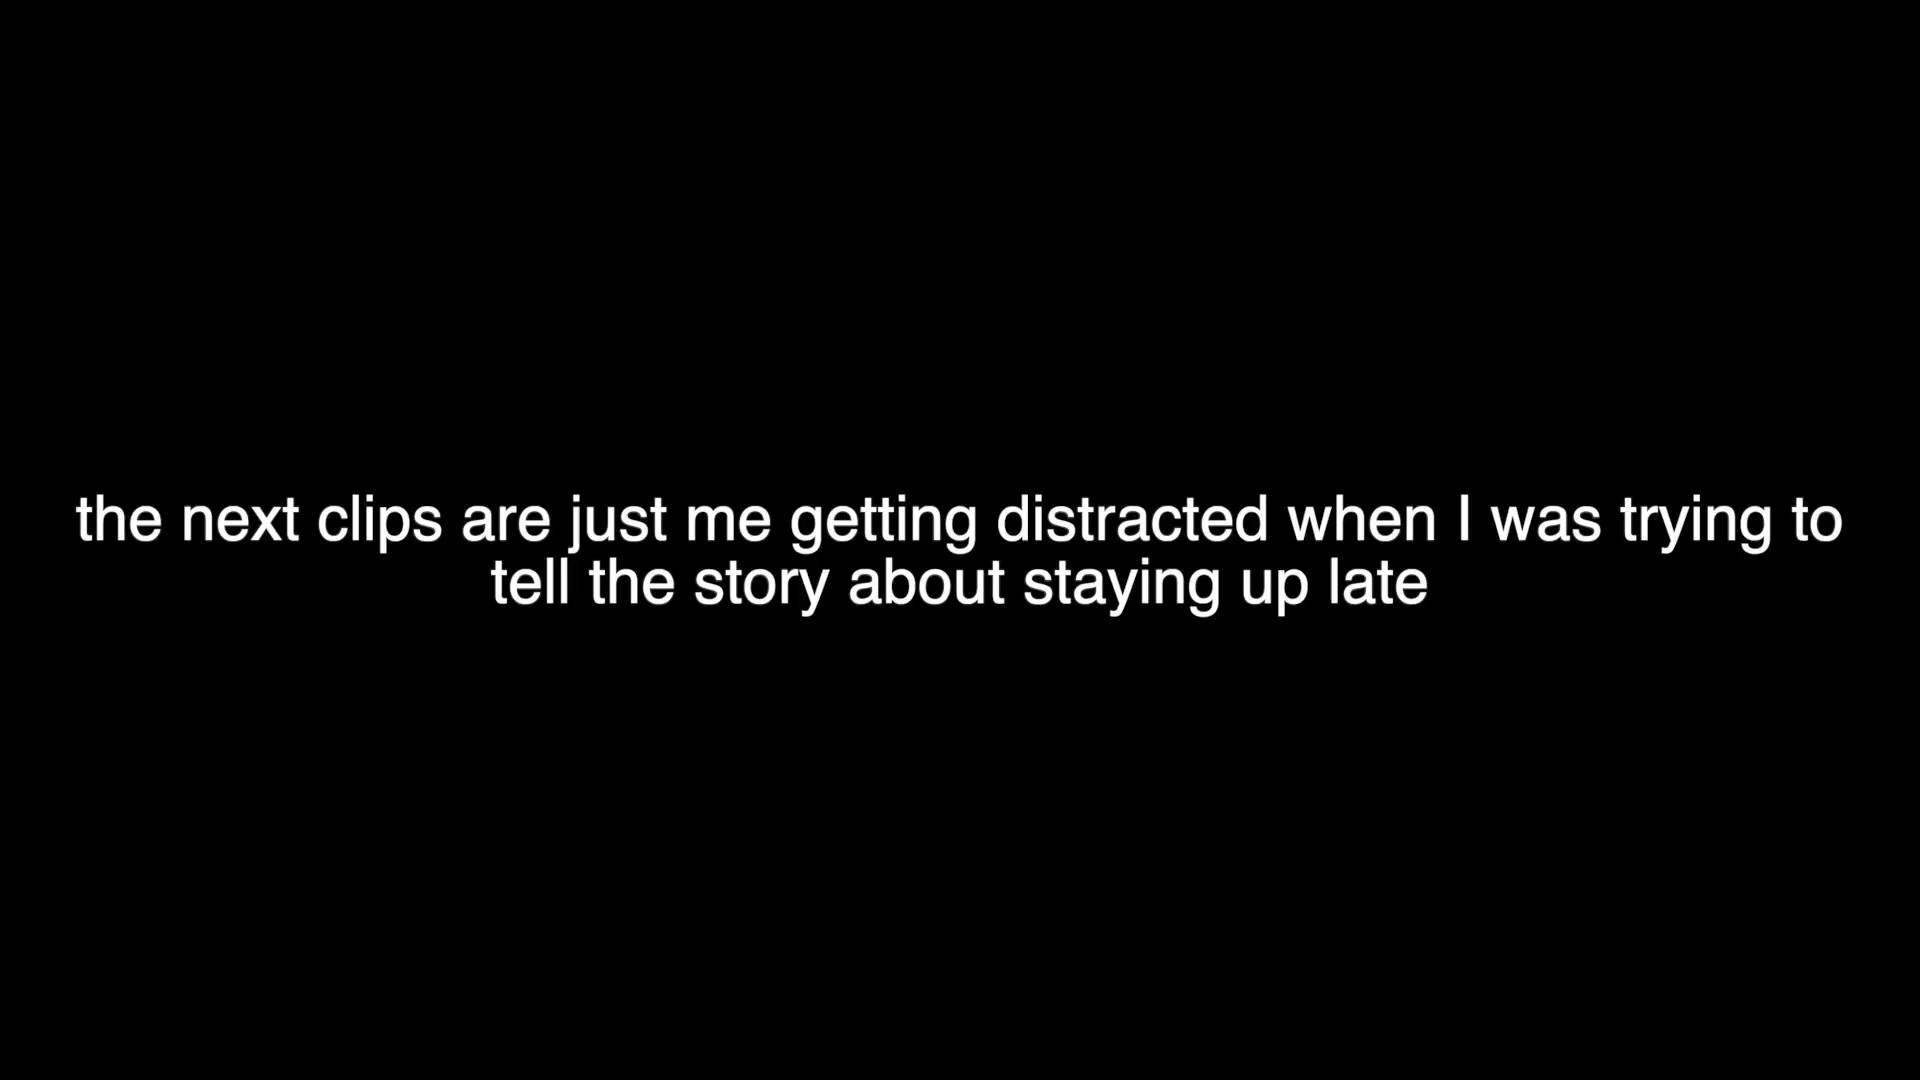 the next clips are just me getting distracted when I was trying to
tell the story about staying up late